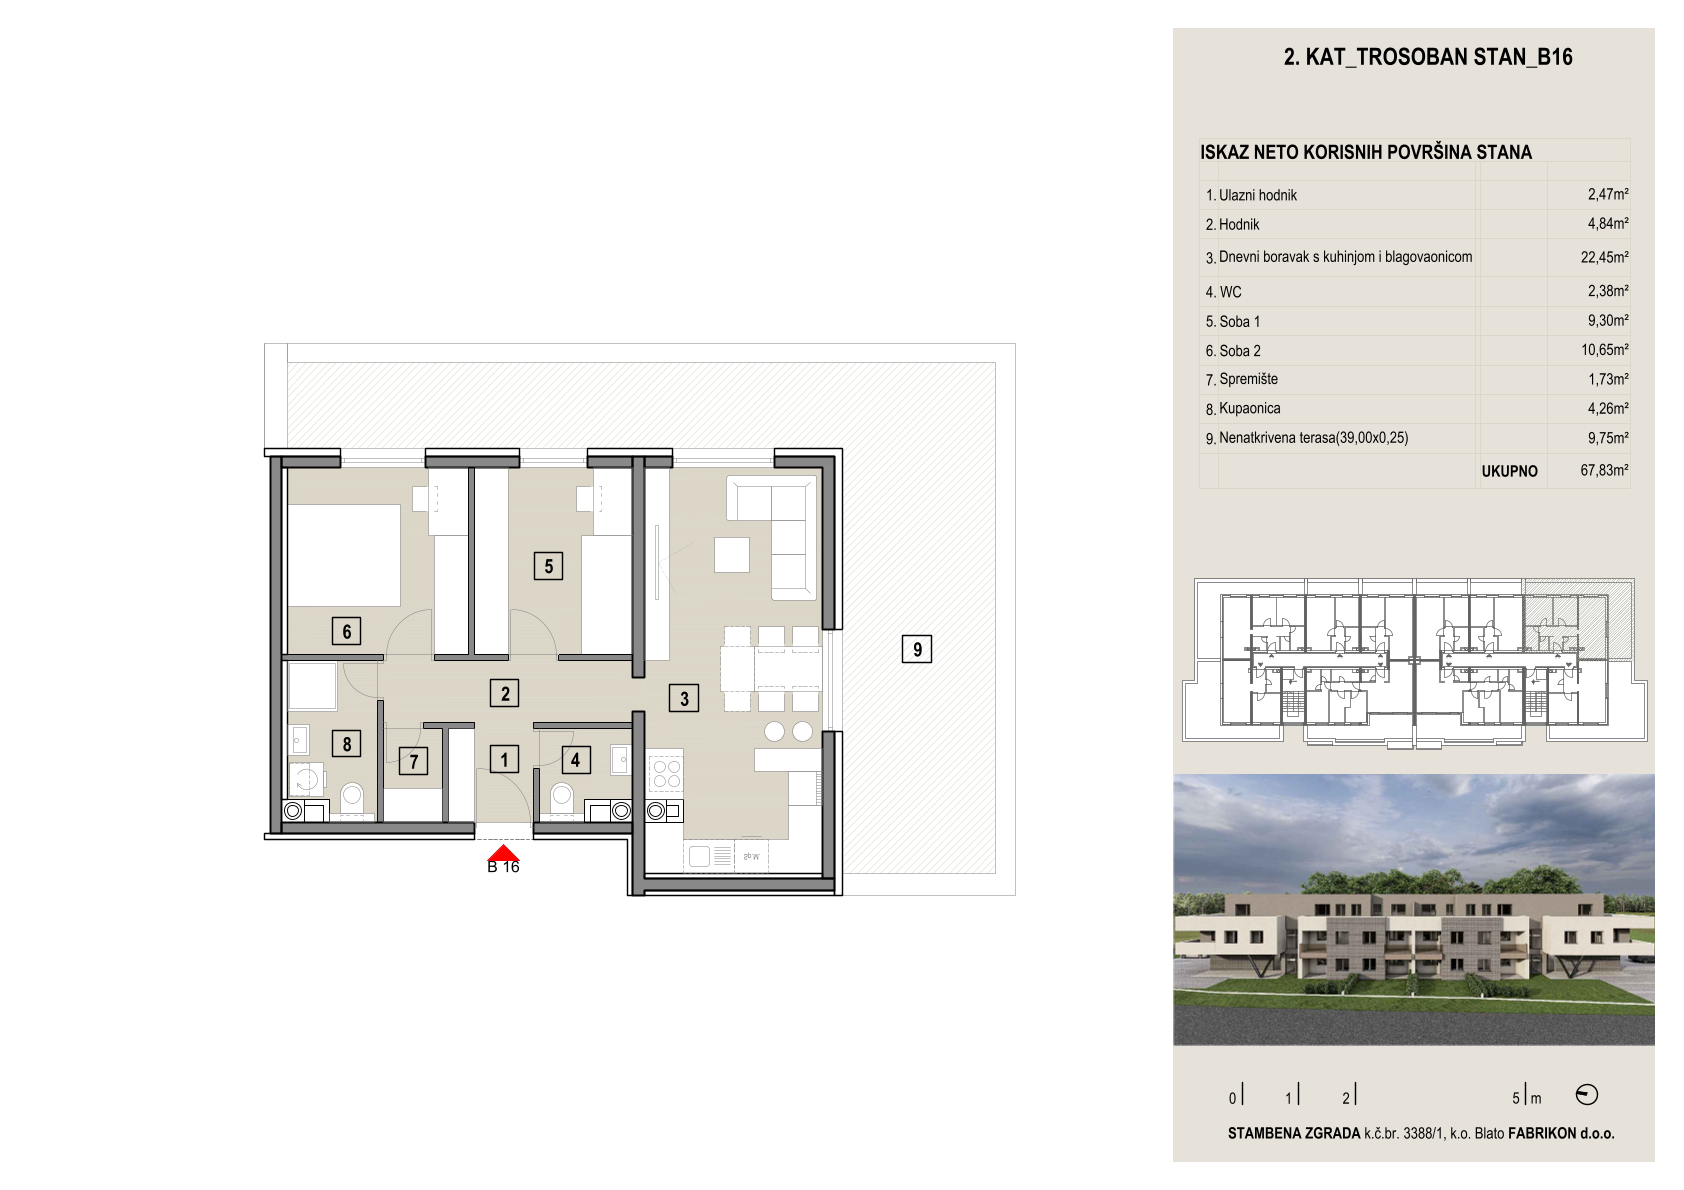 2. KAT_TROSOBAN STAN_B16
ISKAZ NETO KORISNIH POVRŠINA STANA
1. Ulazni hodnik 2,47m²
2. Hodnik 4,84m²
3. Dnevni boravak s kuhinjom i blagovaonicom 22,45m²
4. WC 2,38m²
5. Soba 1 9,30m²
6. Soba 2 10,65m²
7. Spremište 1,73m²
8. Kupaonica 4,26m²
9. Nenatkrivena terasa(39,00x0,25) 9,75m²
UKUPNO 67,83m²
5
6
9
2
3
8
7
1
4
Sp.M.
B 16
0 1 2 5 m
STAMBENA ZGRADA k.č.br. 3388/1, k.o. Blato FABRIKON d.o.o.